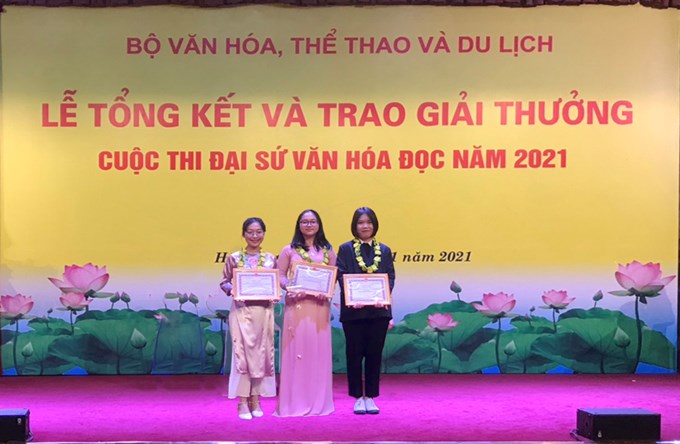 BỘ VĂN HÓA, THỂ THAO VÀ DU LỊCH
LỄ TỔNG KẾT VÀ TRAO GIẢI THƯỞNG
CUỘC THI ĐẠI SỨ VĂN HÓA ĐỌC NĂM 2021
1 năm 2021